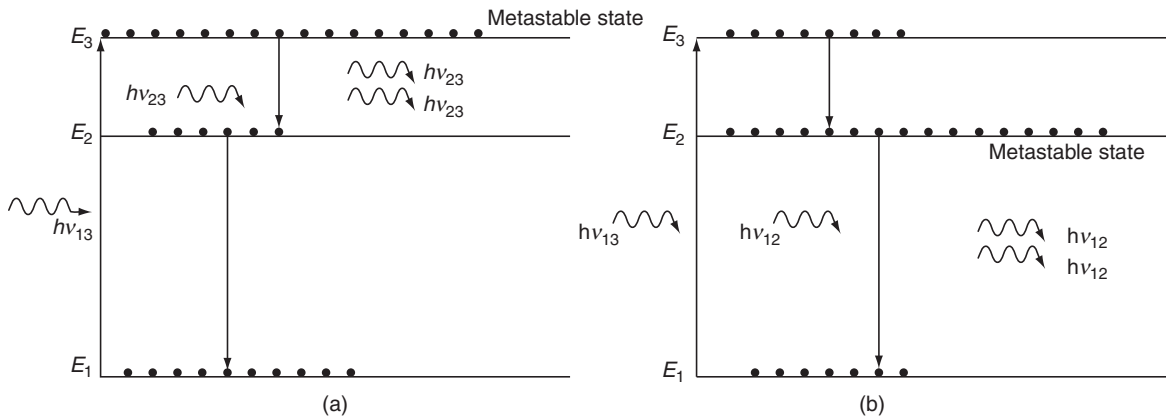 Metastable state
E3
hν23
hν23
hν23
E2
hν13
E1
(a)
E3
E2
Metastable state
hν13
hν12
hν12
hν12
E1
(b)